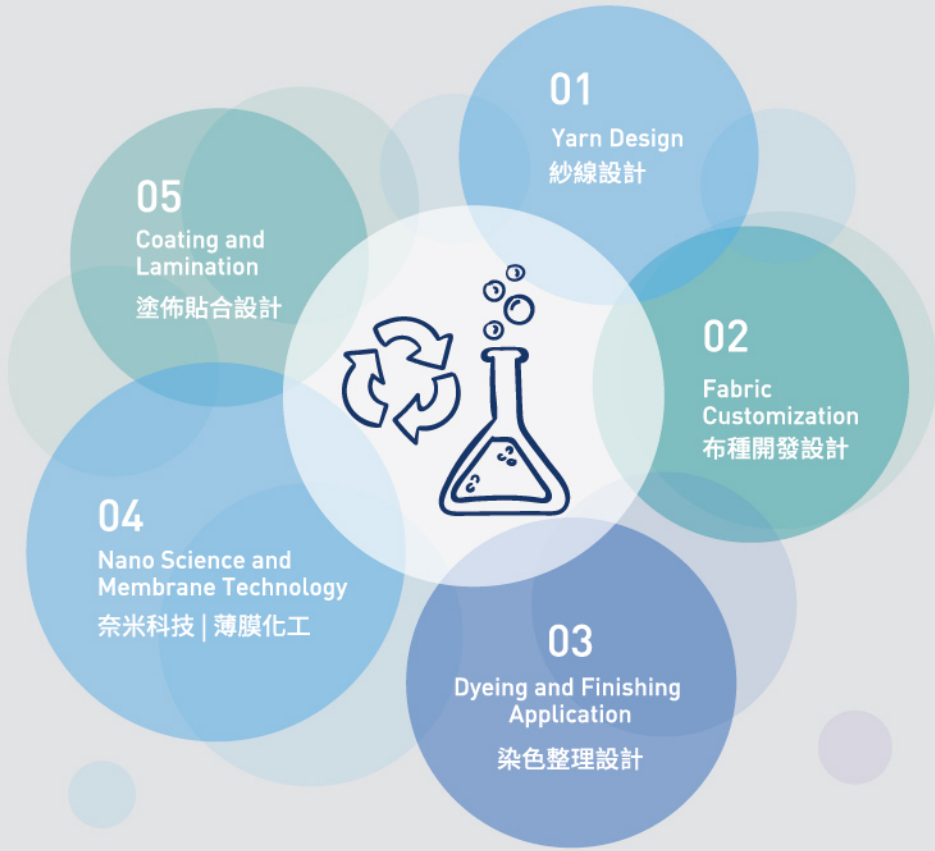 01
Yarn Design
紗線設計
02
Fabric
Customization
布種開發設計
03
Dyeing and Finishing
Application
染色整理設計
04
Nano Science and
Membrane Technology
奈米科技 | 薄膜化工
05
Coating and
Lamination
塗佈貼合設計